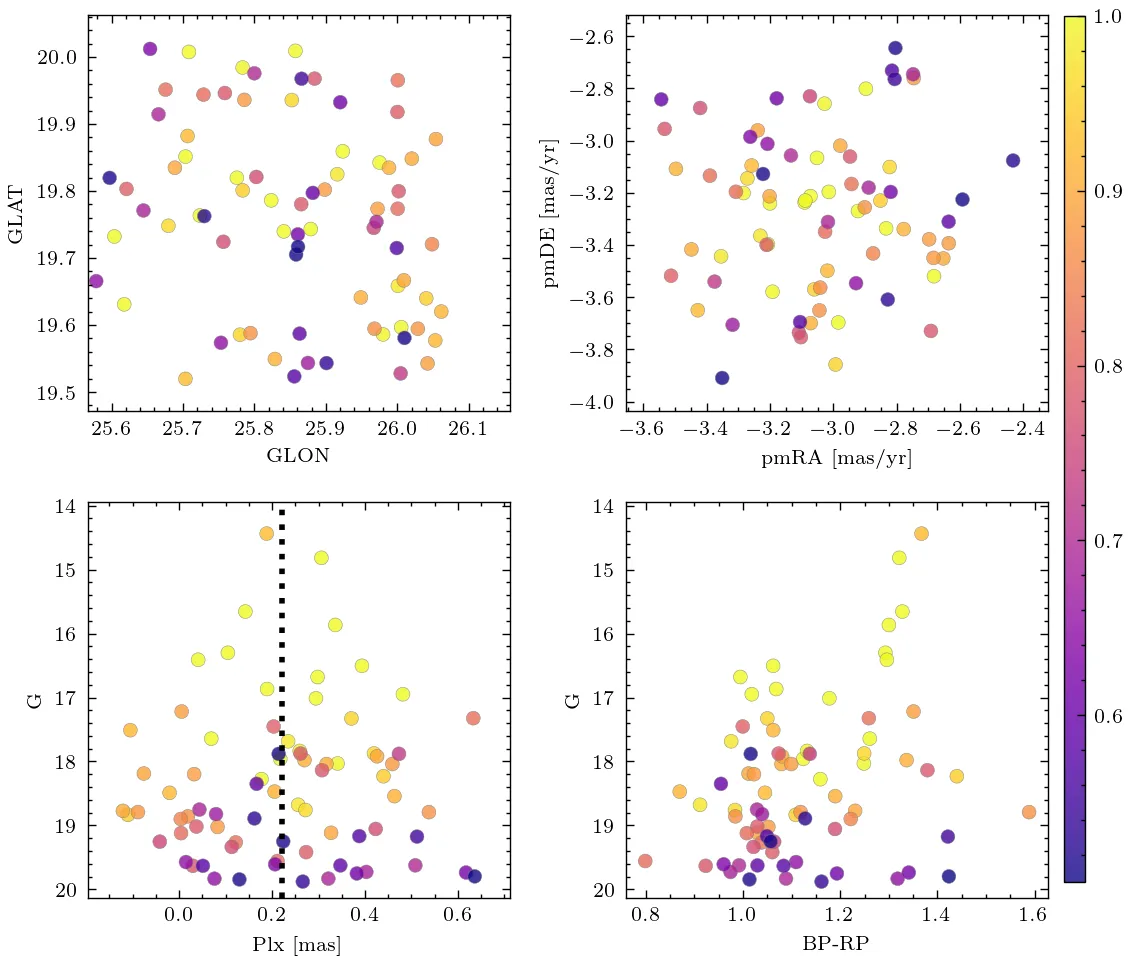 20.0
19.9
19.8
19.7
19.6
19.5
GLAT
25.6 25.7 25.8 25.9 26.0 26.1
GLON
−2.6
−2.8
−3.0
−3.2
−3.4
−3.6
−3.8
−4.0
pmDE [mas/yr]
−3.6 −3.4 −3.2 −3.0 −2.8 −2.6 −2.4
pmRA [mas/yr]
1.0
0.9
0.8
0.7
0.6
14
15
16
17
18
19
20
G
0.0 0.2 0.4 0.6
Plx [mas]
14
15
16
17
18
19
20
G
0.8 1.0 1.2 1.4 1.6
BP-RP